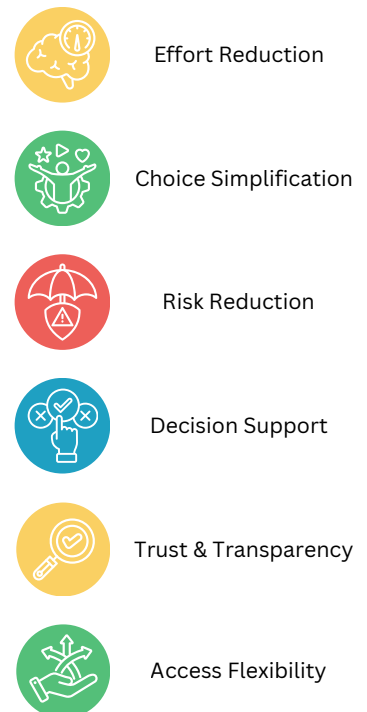 Effort Reduction
Choice Simplification
Risk Reduction
Decision Support
Trust & Transparency
Access Flexibility